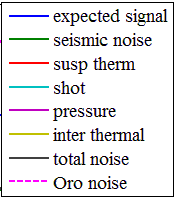 expected signal
seismic noise
susp therm
shot
pressure
inter thermal
total noise
Oro noise